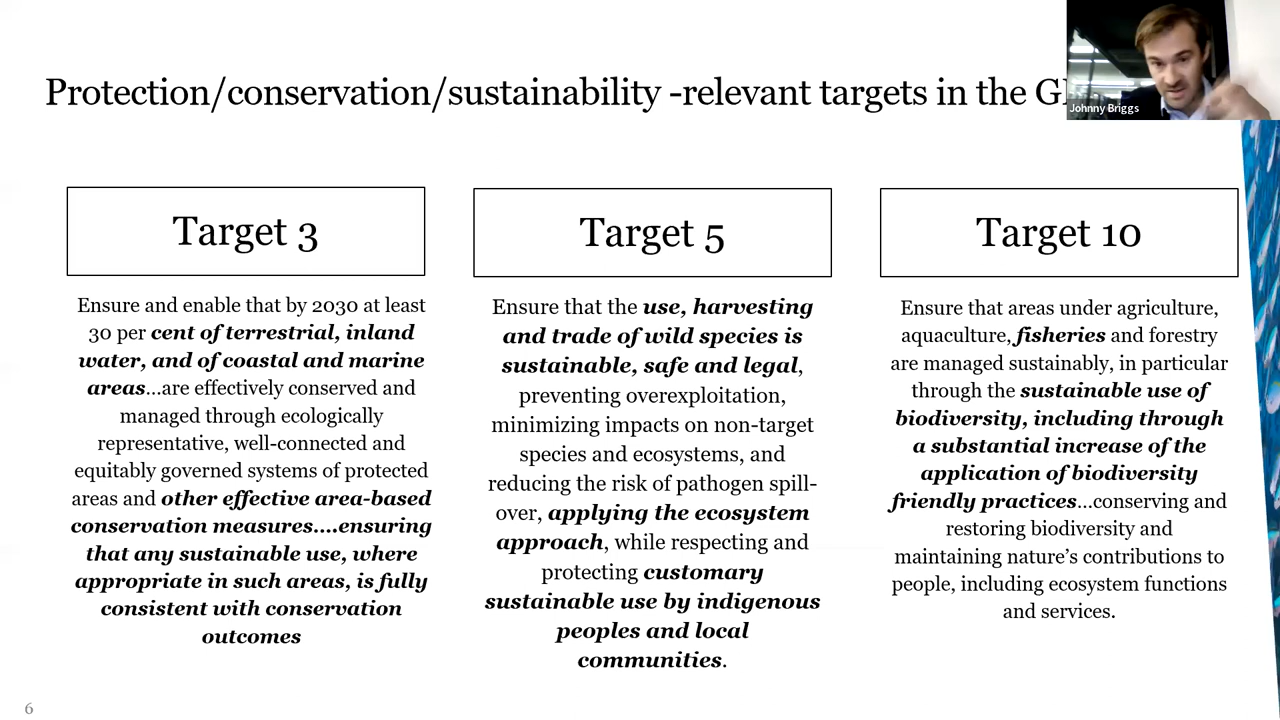 Protection/conservation/sustainability -relevant targets in the G
Johnny Briggs
Target 3
Ensure and enable that by 2030 at least
30 per cent of terrestrial, inland
water, and of coastal and marine
areas...are effectively conserved and
managed through ecologically
representative, well-connected and
equitably governed systems of protected
areas and other effective area-based
conservation measures....ensuring
that any sustainable use, where
appropriate in such areas, is fully
consistent with conservation
outcomes
Target 5
Ensure that the use, harvesting
and trade of wild species is
sustainable, safe and legal,
preventing overexploitation,
minimizing impacts on non-target
species and ecosystems, and
reducing the risk of pathogen spill-
over, applying the ecosystem
approach, while respecting and
protecting customary
sustainable use by indigenous
peoples and local
communities.
Target 10
Ensure that areas under agriculture,
aquaculture, fisheries and forestry
are managed sustainably, in particular
through the sustainable use of
biodiversity, including through
a substantial increase of the
application of biodiversity
friendly practices...conserving and
restoring biodiversity and
maintaining nature's contributions to
people, including ecosystem functions
and services.
6